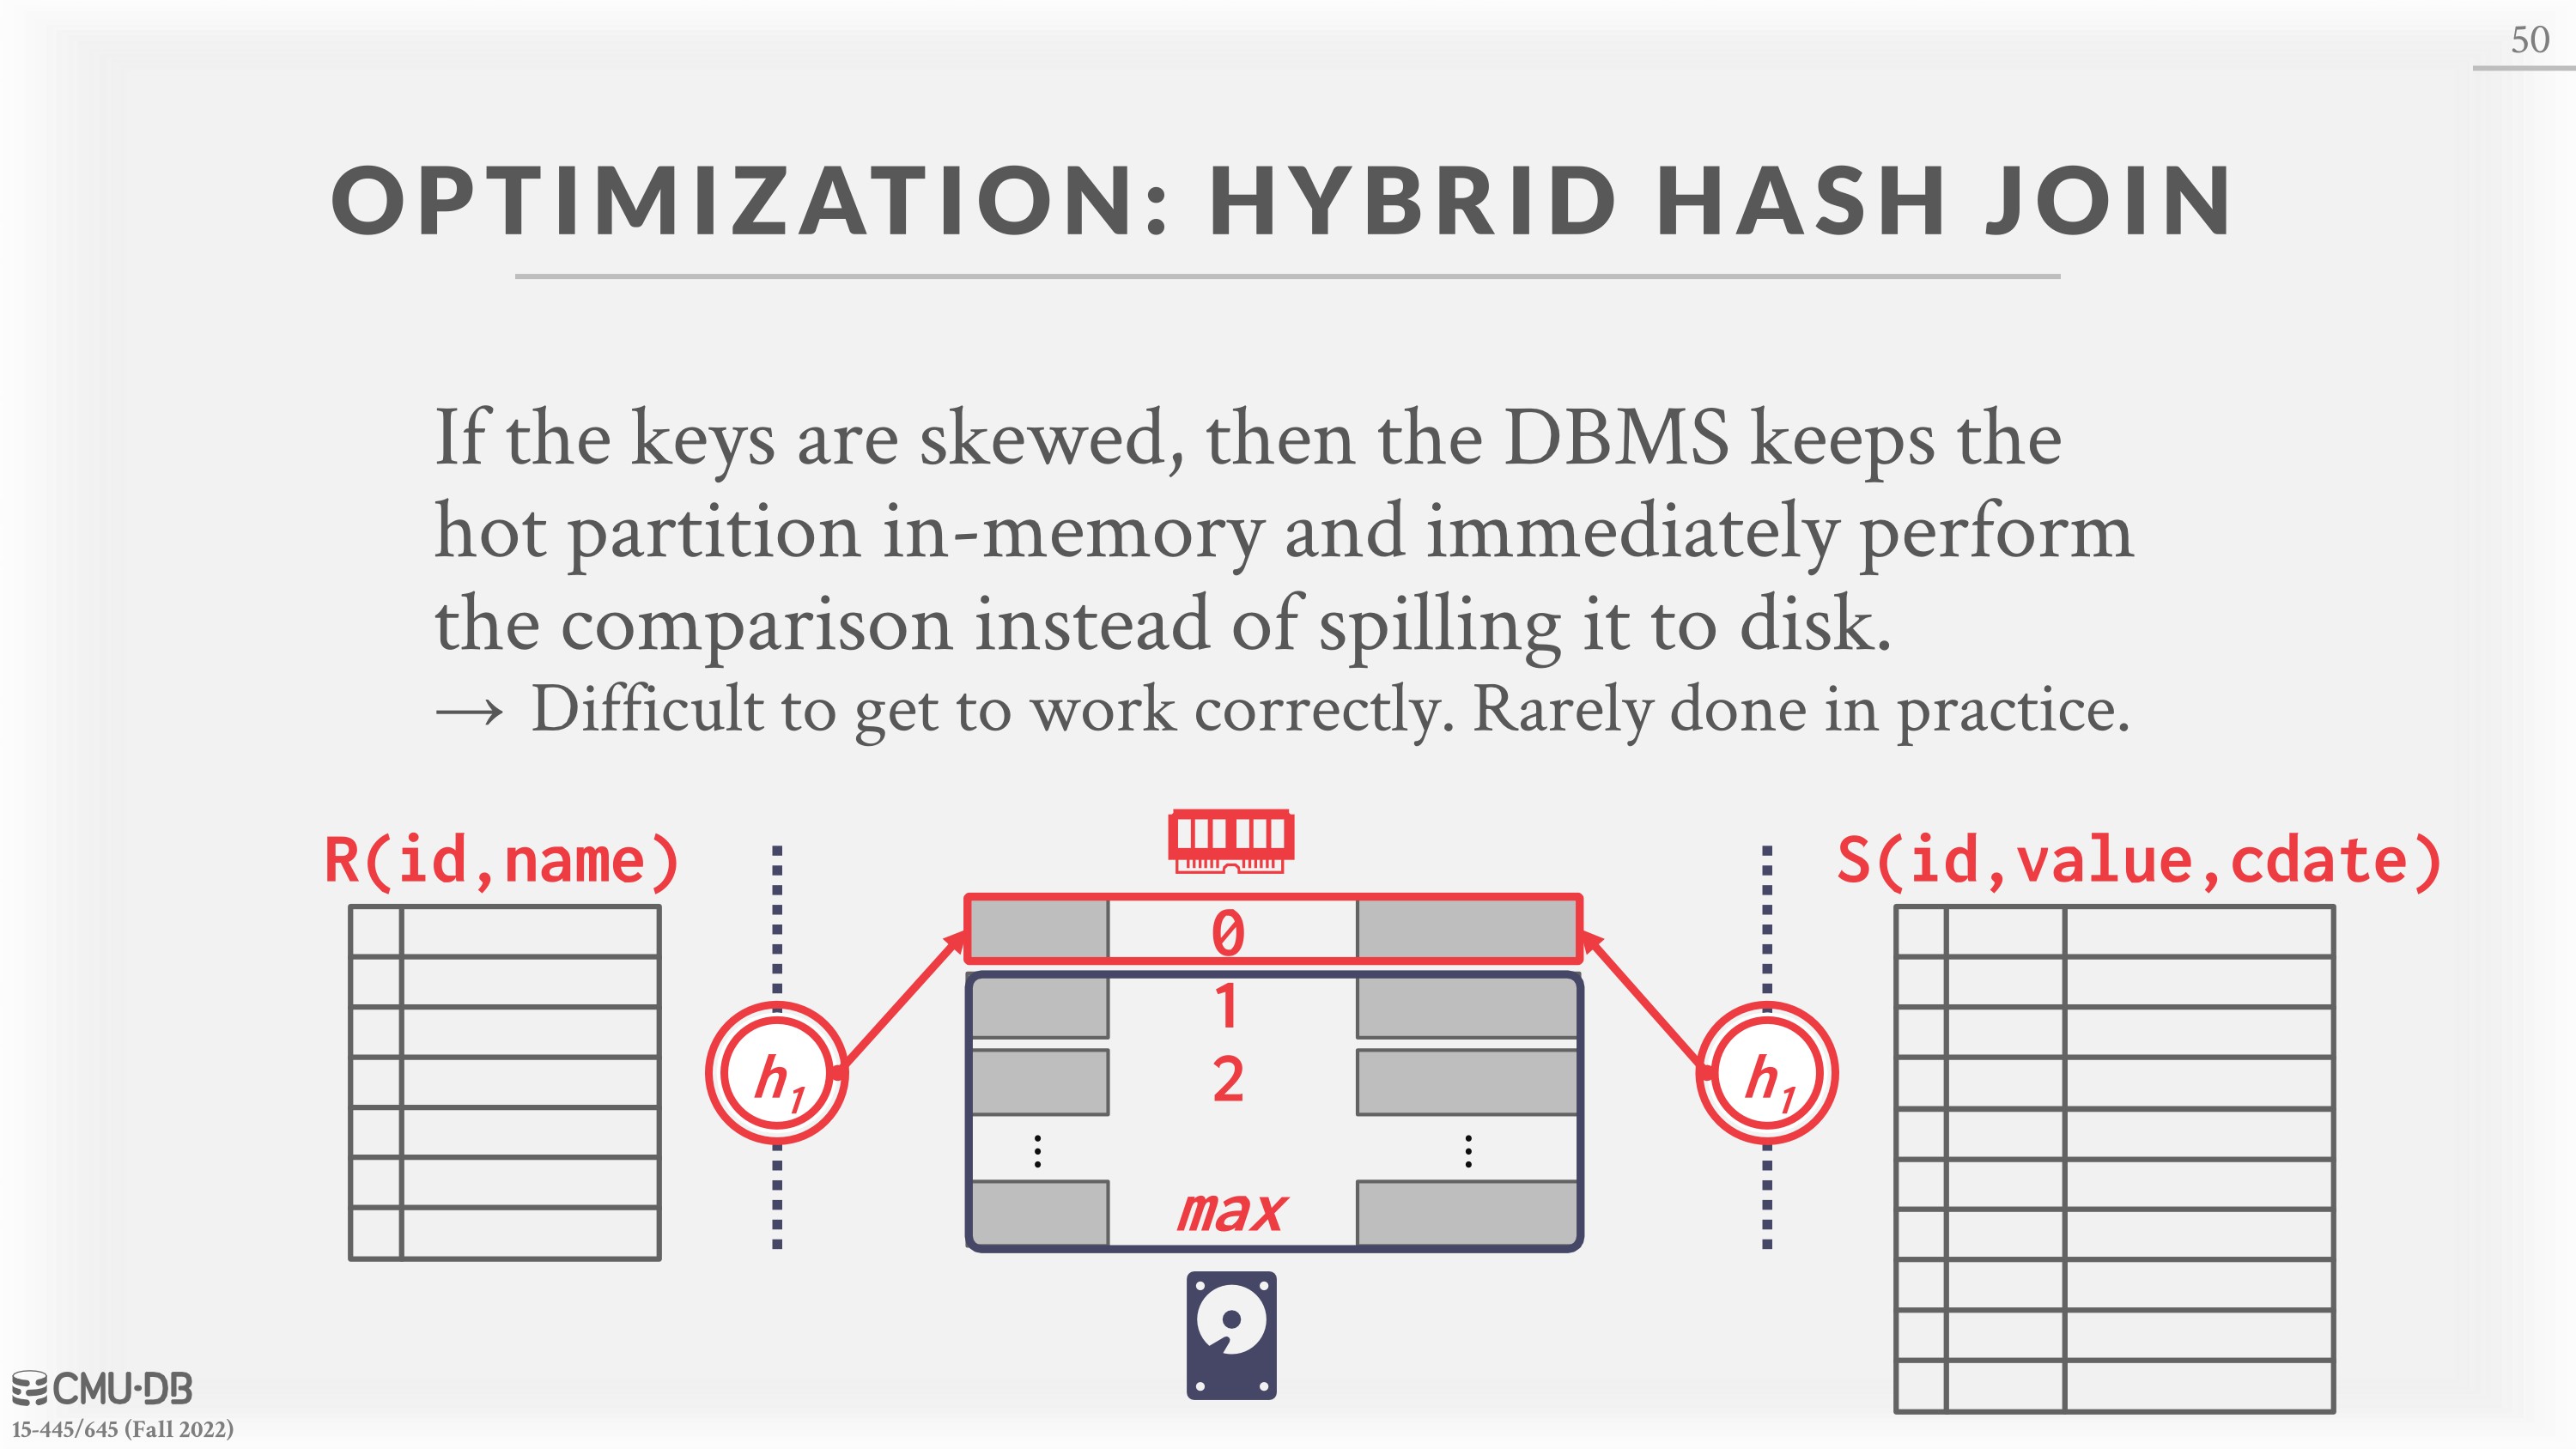 50
OPTIMIZATION: HYBRID HASH JOIN
If the keys are skewed, then the DBMS keeps the
hot partition in-memory and immediately perform
the comparison instead of spilling it to disk.
→ Difficult to get to work correctly. Rarely done in practice.
R(id,name)
S(id,value,cdate)
0
1
h1
2
h1
⋮
⋮
max
CMU·DB
15-445/645 (Fall 2022)